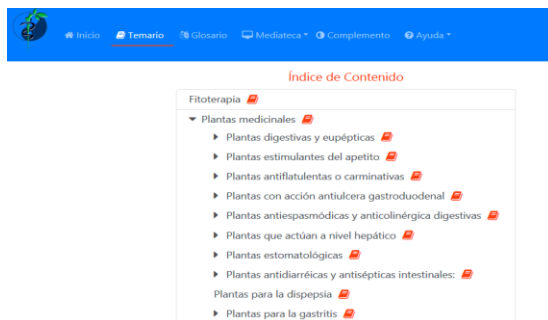 Inicio Temario Glosario Mediateca Complemento Ayuda
Índice de Contenido
Fitoterapia
Plantas medicinales
Plantas digestivas y eupépticas
Plantas estimulantes del apetito
Plantas antiflatulentas o carminativas
Plantas con acción antiulcera gastroduodenal
Plantas antiespasmódicas y anticolinérgica digestivas
Plantas que actúan a nivel hepático
Plantas estomatológicas
Plantas antidiarréicas y antisépticas intestinales:
Plantas para la dispepsia
Plantas para la gastritis